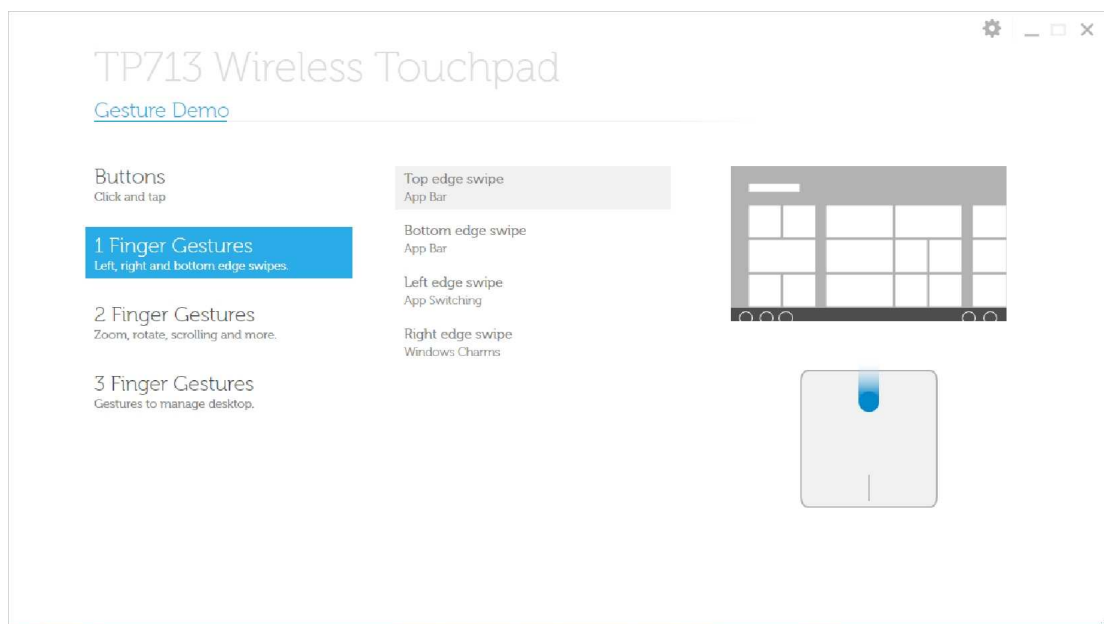 TP713 Wireless Touchpad
Gesture Demo
Buttons
Click and tap
1 Finger Gestures
Left, right and bottom edge swipes.
2 Finger Gestures
Zoom, rotate, scrolling and more.
3 Finger Gestures
Gestures to manage desktop.
Top edge swipe
App Bar
Bottom edge swipe
App Bar
Left edge swipe
App Switching
Right edge swipe
Windows Charms